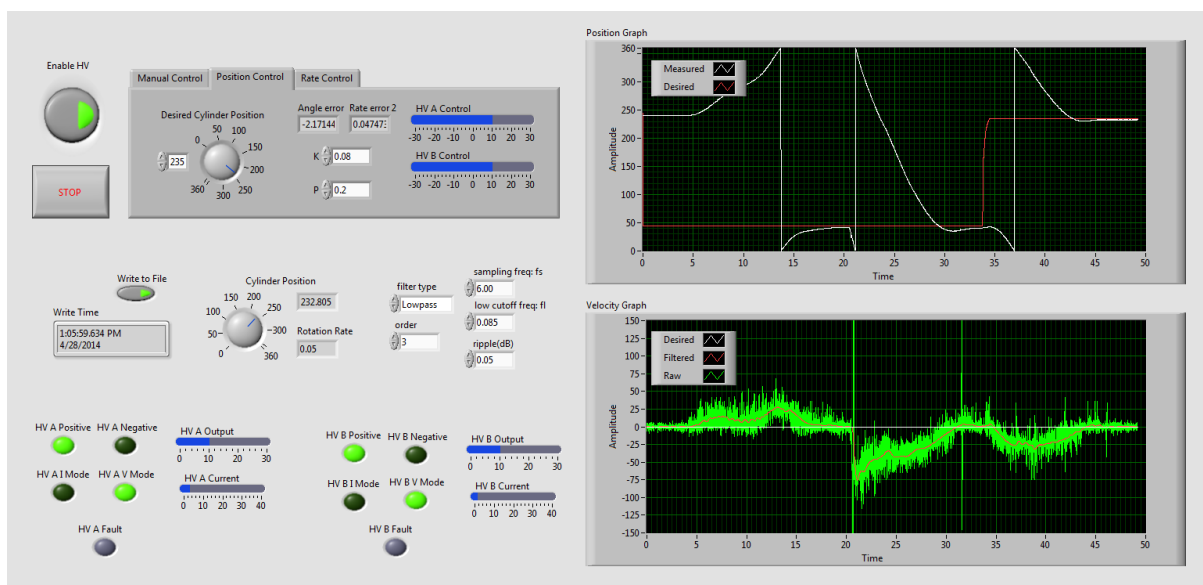 Enable HV
STOP
Manual Control
Position Control
Rate Control
Desired Cylinder Position
235
0
50
100
150
200
250
300
360
Angle error
-2.17144
Rate error 2
K
0.08
P
0.2
HV A Control
-30 -20 -10 0 10 20 30
HV B Control
-30 -20 -10 0 10 20 30
Write to File
Write Time
1:05:59.634 PM
4/28/2014
Cylinder Position
0
50
100
150
200
250
300
360
232.805
Rotation Rate
0.05
filter type
Lowpass
order
3
sampling freq: fs
6.00
low cutoff freq: fl
0.085
ripple(dB)
0.05
HV A Positive
HV A Negative
HV A I Mode
HV A V Mode
HV A Fault
HV A Output
0 10 20 30
HV A Current
0 10 20 30 40
HV B Positive
HV B Negative
HV B I Mode
HV B V Mode
HV B Fault
HV B Output
0 10 20 30
HV B Current
0 10 20 30 40
Position Graph
Measured
Desired
Amplitude
360
300
250
200
150
100
50
0
0 5 10 15 20 25 30 35 40 45 50
Time
Velocity Graph
Desired
Filtered
Raw
Amplitude
150
125
100
75
50
25
0
-25
-50
-75
-100
-125
-150
0 5 10 15 20 25 30 35 40 45 50
Time